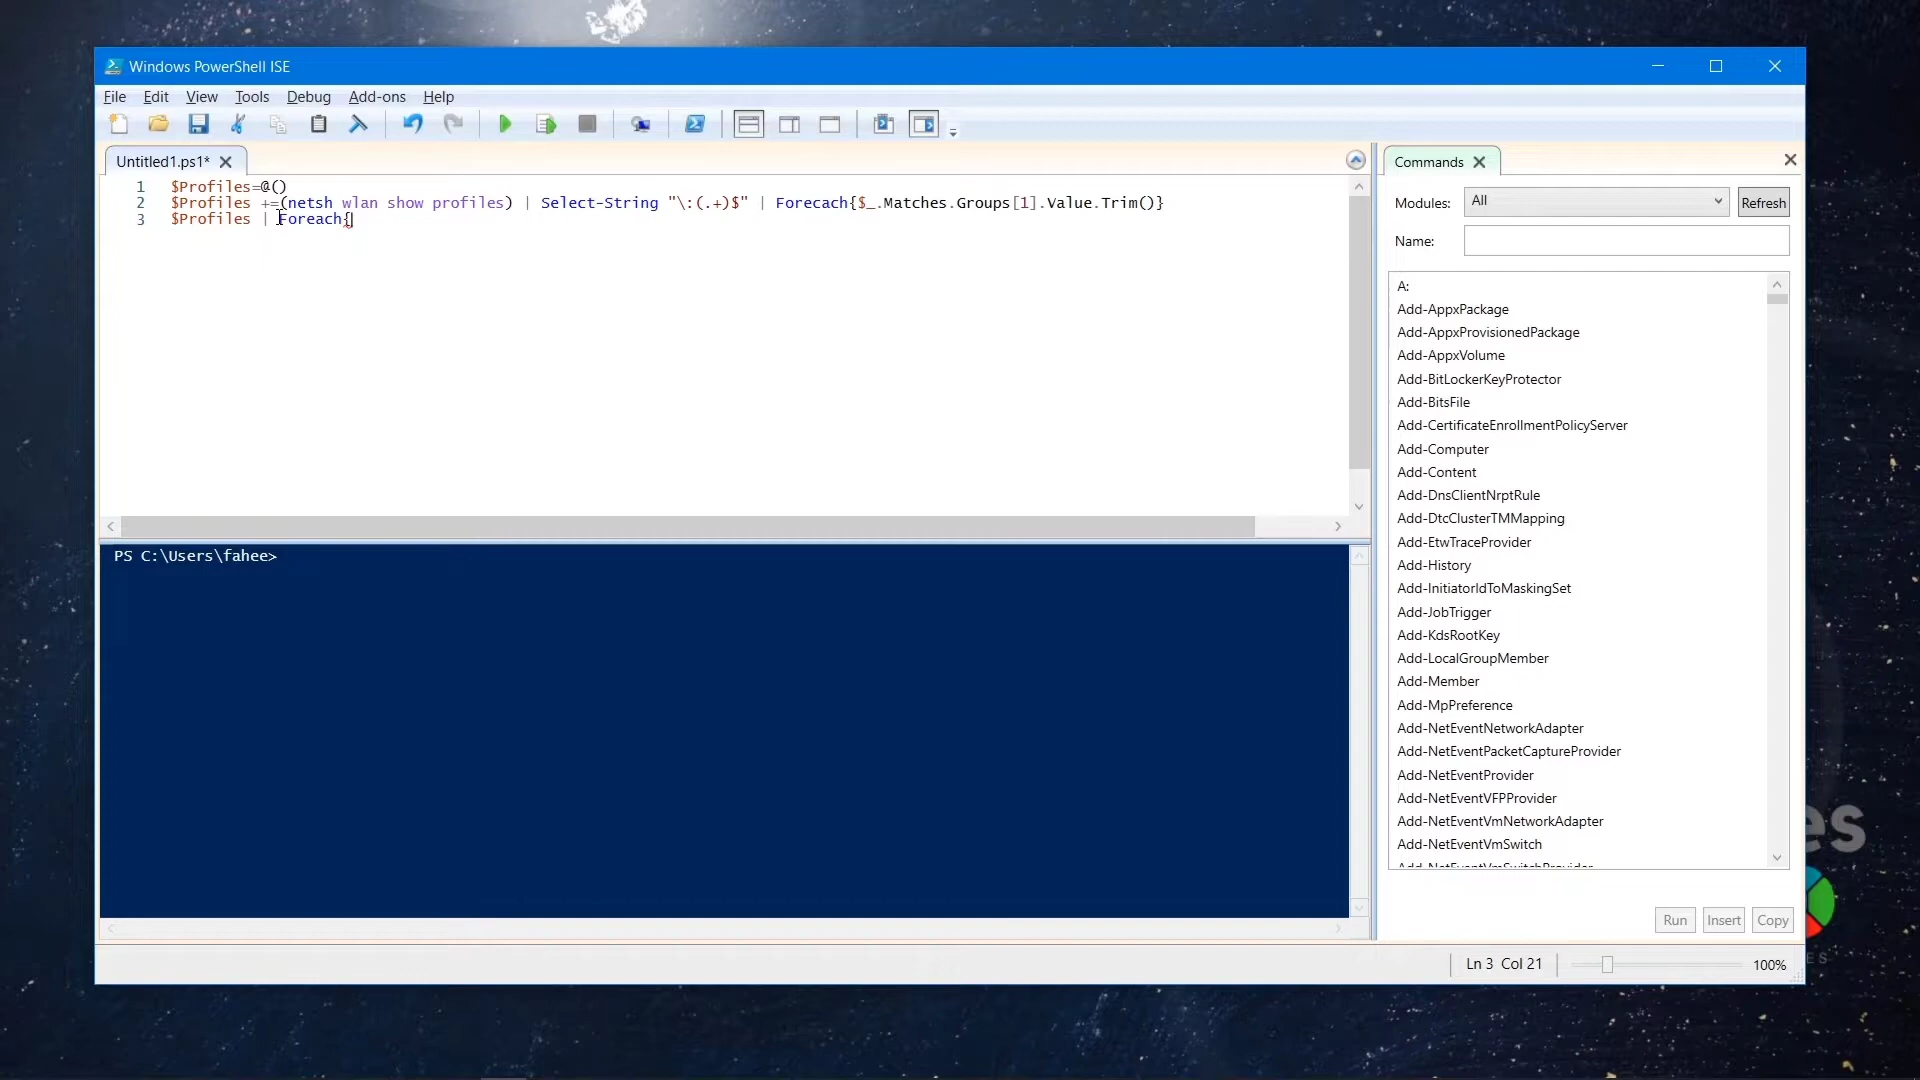 Windows PowerShell ISE
File Edit View Tools Debug Add-ons Help
Untitled1.ps1*
1 $Profiles=@()
2 $Profiles +=(netsh wlan show profiles) | Select-String "\:(.+)$" | Forecach{$_.Matches.Groups[1].Value.Trim()}
3 $Profiles | Foreach{
PS C:\Users\fahee>
Commands
Modules: All Refresh
Name:
A:
Add-AppxPackage
Add-AppxProvisionedPackage
Add-AppxVolume
Add-BitLockerKeyProtector
Add-BitsFile
Add-CertificateEnrollmentPolicyServer
Add-Computer
Add-Content
Add-DnsClientNrptRule
Add-DtcClusterTMMapping
Add-EtwTraceProvider
Add-History
Add-InitiatorIdToMaskingSet
Add-JobTrigger
Add-KdsRootKey
Add-LocalGroupMember
Add-Member
Add-MpPreference
Add-NetEventNetworkAdapter
Add-NetEventPacketCaptureProvider
Add-NetEventProvider
Add-NetEventVFPProvider
Add-NetEventVmNetworkAdapter
Add-NetEventVmSwitch
Add-NetEventVmSwitchProvider
Run Insert Copy
Ln 3 Col 21
100%
es
ES